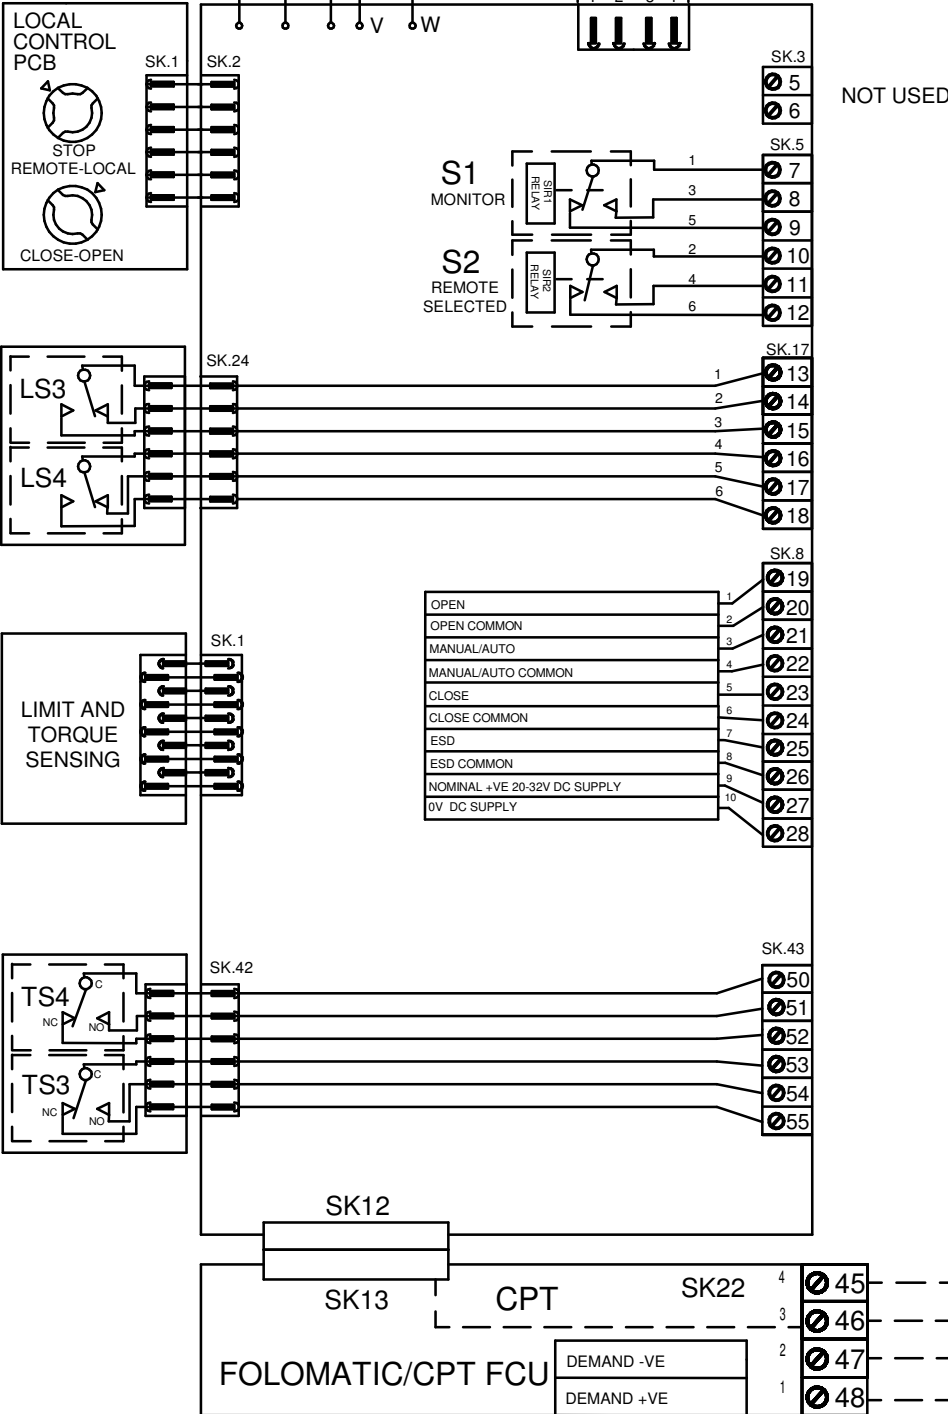 V
W
LOCAL
CONTROL
PCB
STOP
REMOTE-LOCAL
CLOSE-OPEN
SK.1
SK.2
SK.3
5
6
NOT USED
SK.5
S1
MONITOR
SIR1
RELAY
1
7
3
8
5
9
S2
REMOTE
SELECTED
SIR2
RELAY
2
10
4
11
6
12
SK.17
LS3
LS4
SK.24
1
13
2
14
3
15
4
16
5
17
6
18
SK.8
OPEN
1
19
OPEN COMMON
2
20
MANUAL/AUTO
3
21
MANUAL/AUTO COMMON
4
22
CLOSE
5
23
CLOSE COMMON
6
24
ESD
7
25
ESD COMMON
8
26
NOMINAL +VE 20-32V DC SUPPLY
9
27
0V DC SUPPLY
10
28
LIMIT AND
TORQUE
SENSING
SK.1
SK.43
TS4
C
NC
NO
TS3
C
NC
NO
SK.42
50
51
52
53
54
55
SK12
SK13
CPT
SK22
4
45
3
46
FOLOMATIC/CPT FCU
DEMAND -VE
2
47
DEMAND +VE
1
48